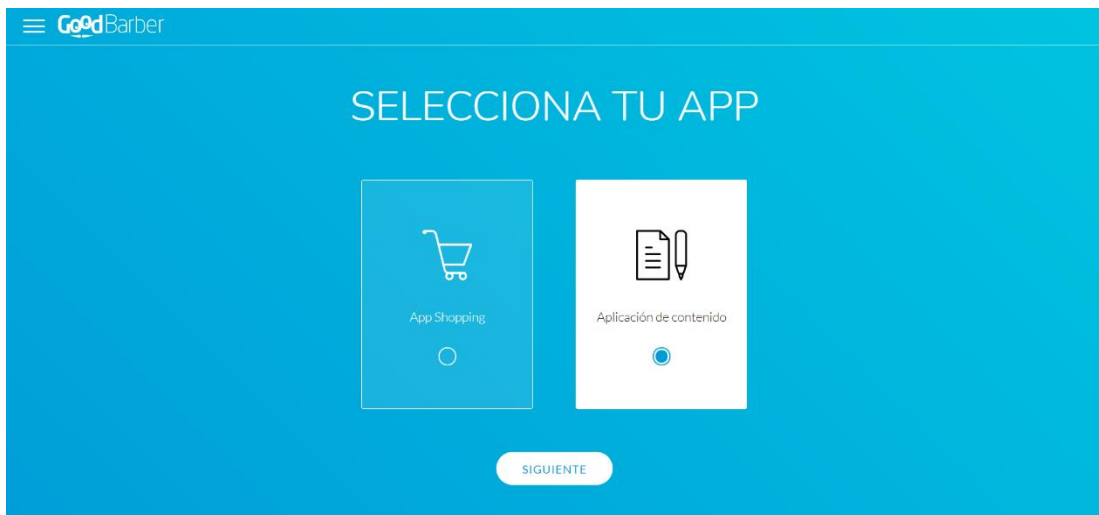 GoodBarber
SELECCIONA TU APP
App Shopping
Aplicación de contenido
SIGUIENTE